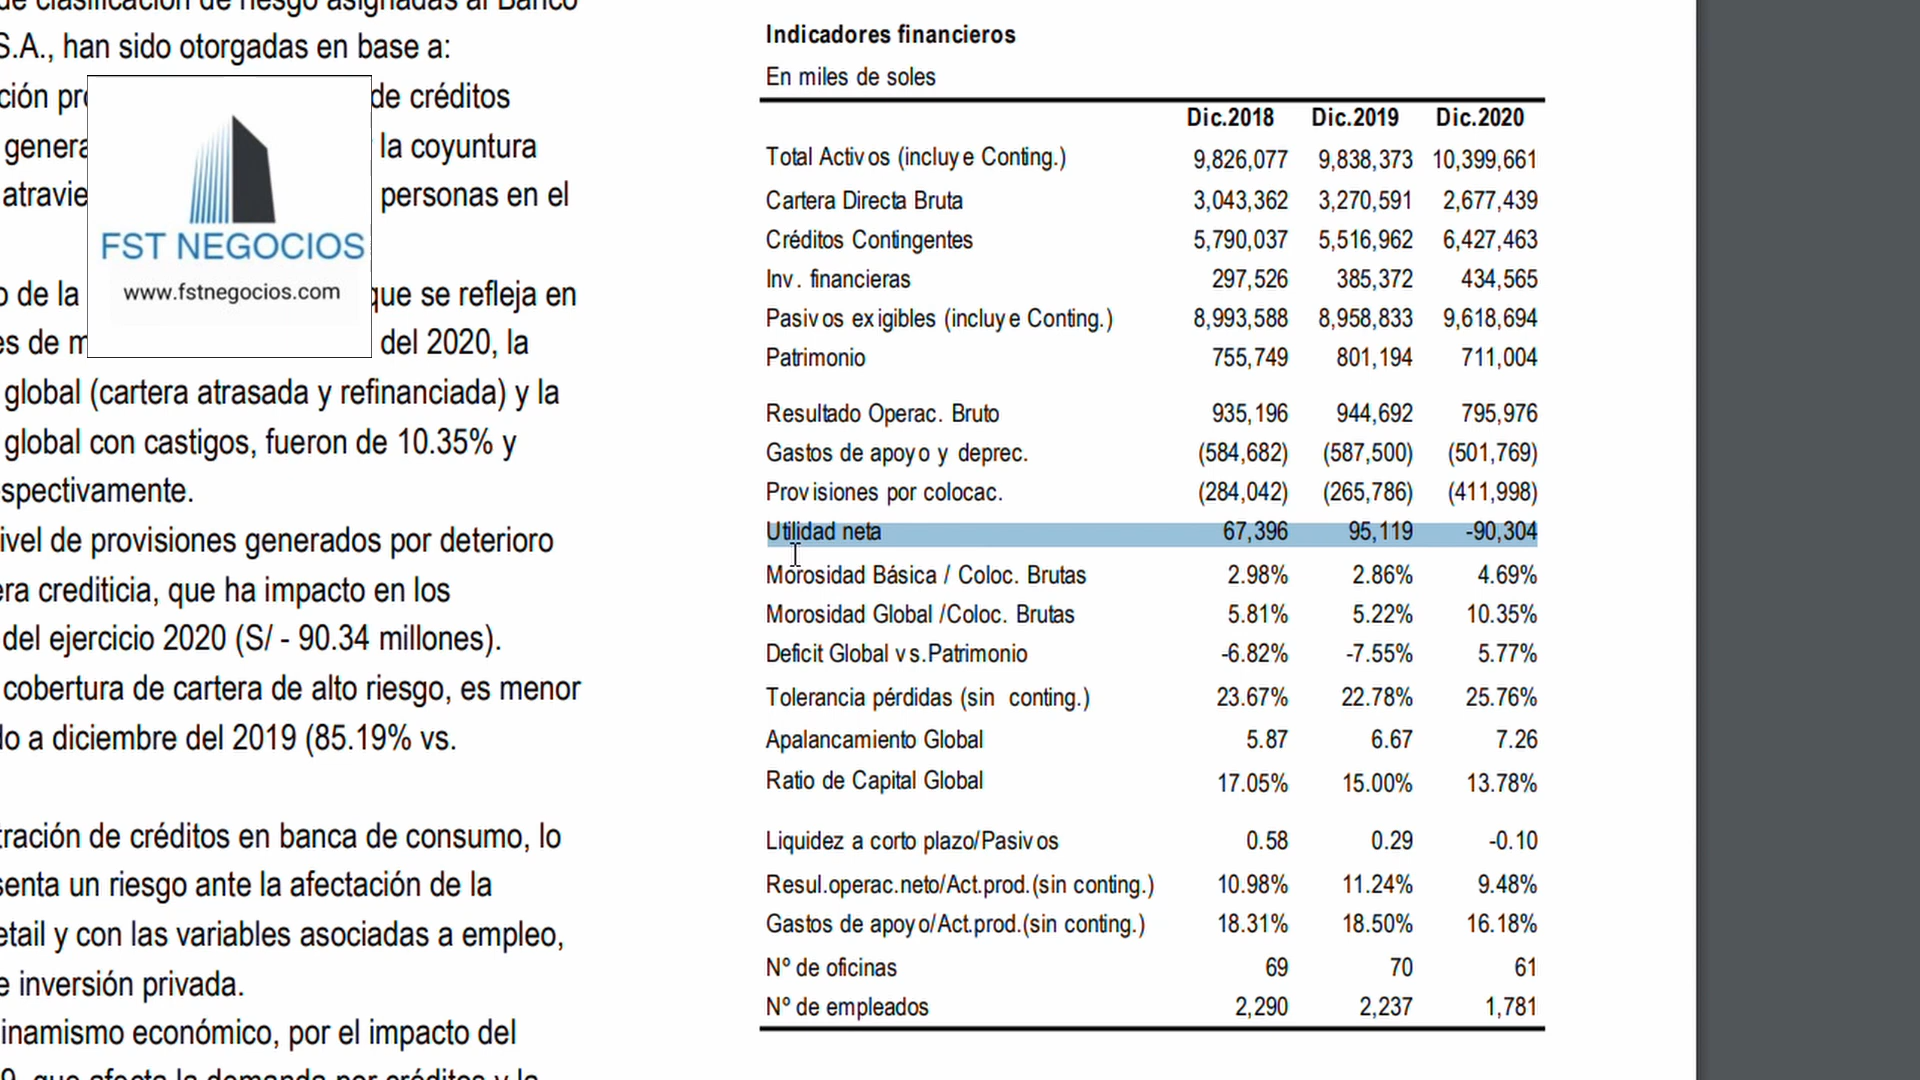 de clasificación de riesgo asignadas al Banco
S.A., han sido otorgadas en base a:
de créditos
genera
la coyuntura
personas en el
FST NEGOCIOS
www.fstnegocios.com
o de la
que se refleja en
del 2020, la
global (cartera atrasada y refinanciada) y la
global con castigos, fueron de 10.35% y
espectivamente.
ivel de provisiones generados por deterioro
era crediticia, que ha impacto en los
del ejercicio 2020 (S/ - 90.34 millones).
cobertura de cartera de alto riesgo, es menor
do a diciembre del 2019 (85.19% vs.
tración de créditos en banca de consumo, lo
senta un riesgo ante la afectación de la
etail y con las variables asociadas a empleo,
e inversión privada.
inamismo económico, por el impacto del
9, que afecta la demanda por créditos y la
Indicadores financieros
En miles de soles
Dic.2018 Dic.2019 Dic.2020
Total Activos (incluye Conting.) 9,826,077 9,838,373 10,399,661
Cartera Directa Bruta 3,043,362 3,270,591 2,677,439
Créditos Contingentes 5,790,037 5,516,962 6,427,463
Inv. financieras 297,526 385,372 434,565
Pasivos exigibles (incluye Conting.) 8,993,588 8,958,833 9,618,694
Patrimonio 755,749 801,194 711,004
Resultado Operac. Bruto 935,196 944,692 795,976
Gastos de apoyo y deprec. (584,682) (587,500) (501,769)
Provisiones por colocac. (284,042) (265,786) (411,998)
Utilidad neta 67,396 95,119 -90,304
Morosidad Básica / Coloc. Brutas 2.98% 2.86% 4.69%
Morosidad Global /Coloc. Brutas 5.81% 5.22% 10.35%
Deficit Global vs.Patrimonio -6.82% -7.55% 5.77%
Tolerancia pérdidas (sin conting.) 23.67% 22.78% 25.76%
Apalancamiento Global 5.87 6.67 7.26
Ratio de Capital Global 17.05% 15.00% 13.78%
Liquidez a corto plazo/Pasivos 0.58 0.29 -0.10
Resul.operac.neto/Act.prod.(sin conting.) 10.98% 11.24% 9.48%
Gastos de apoyo/Act.prod.(sin conting.) 18.31% 18.50% 16.18%
Nº de oficinas 69 70 61
Nº de empleados 2,290 2,237 1,781